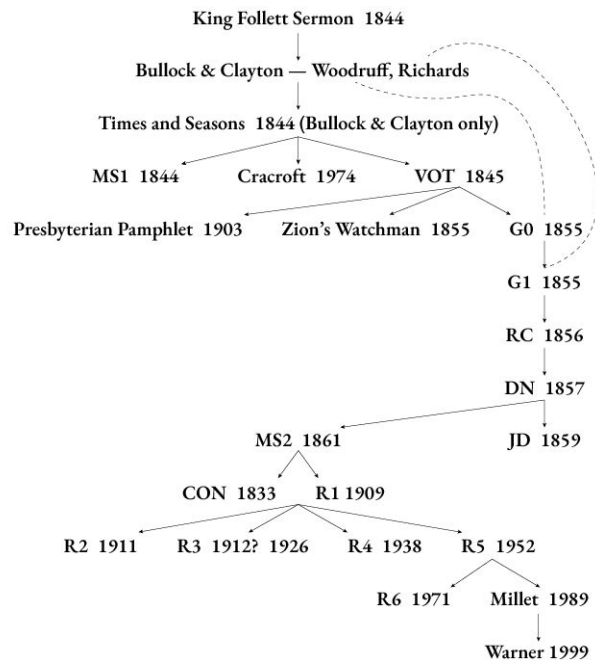 King Follett Sermon 1844
Bullock & Clayton — Woodruff, Richards
Times and Seasons 1844 (Bullock & Clayton only)
MS1 1844 Cracroft 1974 VOT 1845
Presbyterian Pamphlet 1903 Zion's Watchman 1855 G0 1855
G1 1855
RC 1856
DN 1857
MS2 1861 JD 1859
CON 1833 R1 1909
R2 1911 R3 1912? 1926 R4 1938 R5 1952
R6 1971 Millet 1989
Warner 1999